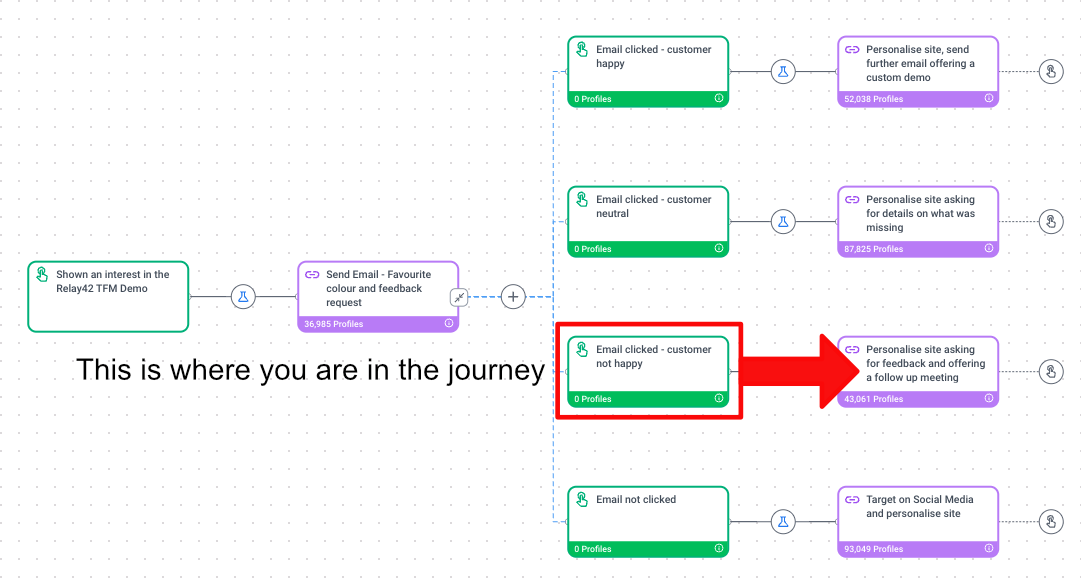 Email clicked - customer
happy
0 Profiles
Personalise site, send
further email offering a
custom demo
52,038 Profiles
Email clicked - customer
neutral
0 Profiles
Personalise site asking
for details on what was
missing
87,825 Profiles
Shown an interest in the
Relay42 TFM Demo
Send Email - Favourite
colour and feedback
request
36,985 Profiles
This is where you are in the journey
Email clicked - customer
not happy
0 Profiles
Personalise site asking
for feedback and offering
a follow up meeting
43,061 Profiles
Email not clicked
0 Profiles
Target on Social Media
and personalise site
93,049 Profiles